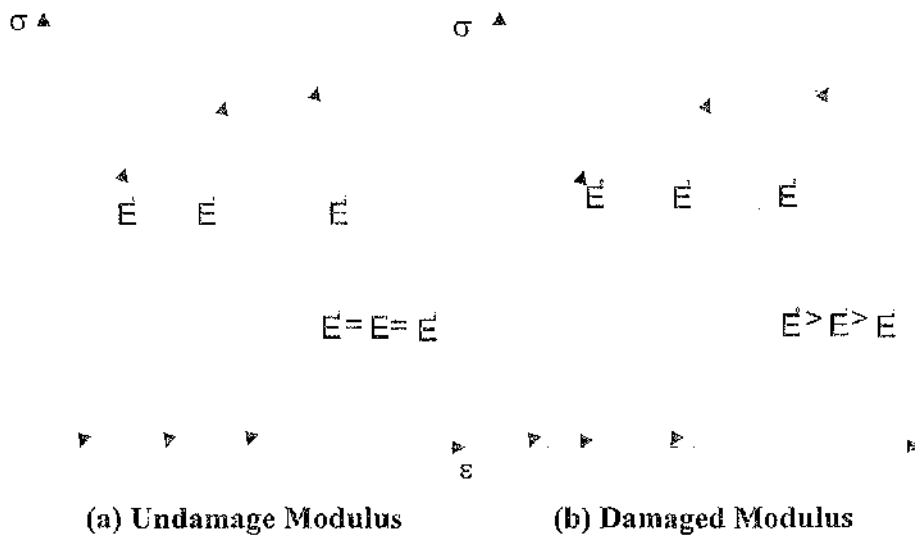 σ σ
E E E E E E
E = E = E E > E > E
ε
(a) Undamage Modulus (b) Damaged Modulus